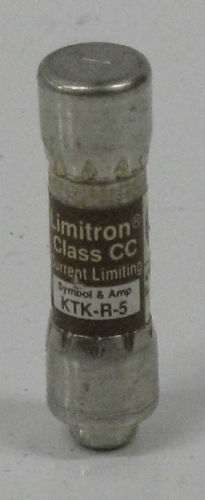 Limitron®
Class CC
Current Limiting
Symbol & Amp
KTK-R-5